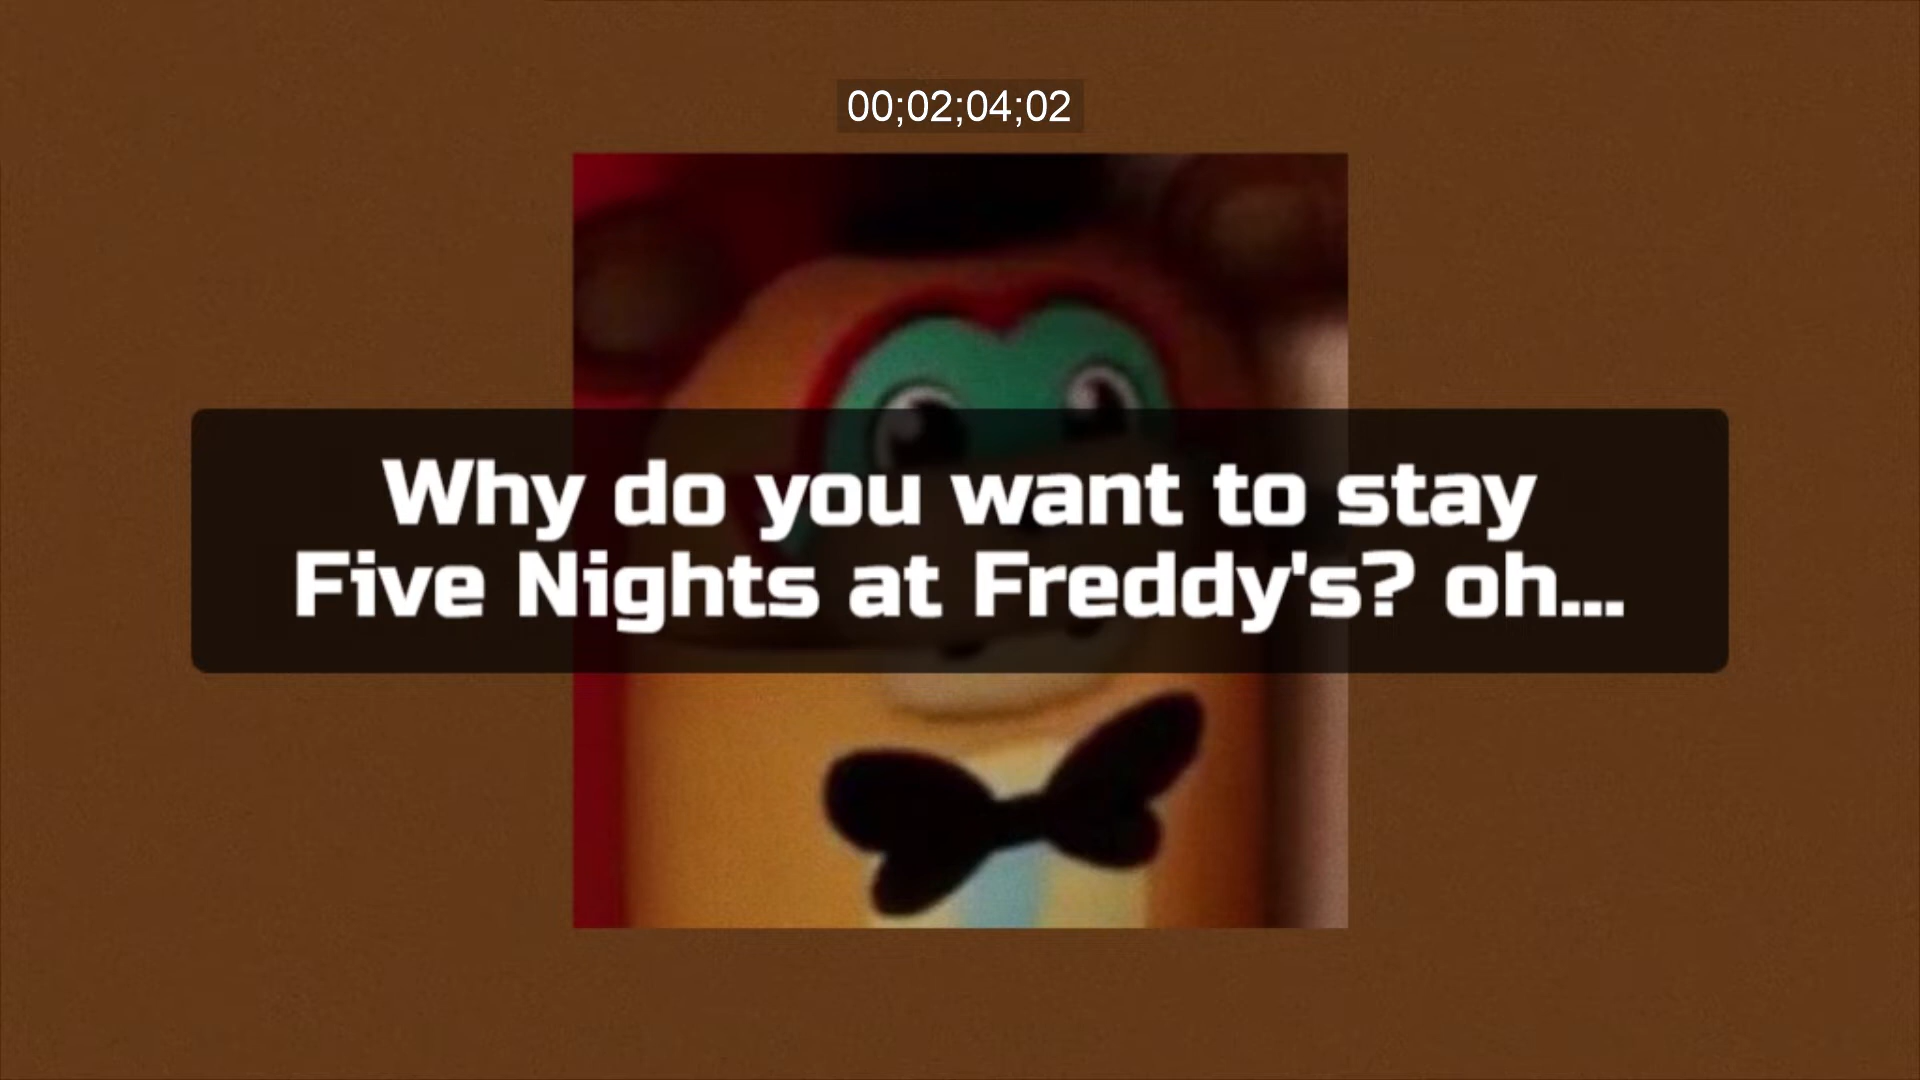 00;02;04;02
Why do you want to stay
Five Nights at Freddy's? oh...